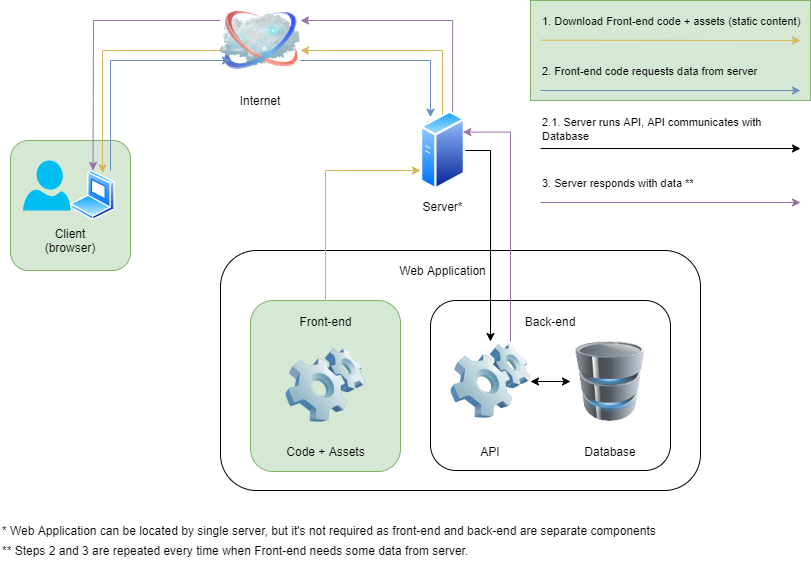 1. Download Front-end code + assets (static content)
2. Front-end code requests data from server
2.1. Server runs API, API communicates with
Database
3. Server responds with data **
Internet
Client
(browser)
Server*
Web Application
Front-end
Back-end
Code + Assets
API
Database
* Web Application can be located by single server, but it's not required as front-end and back-end are separate components
** Steps 2 and 3 are repeated every time when Front-end needs some data from server.